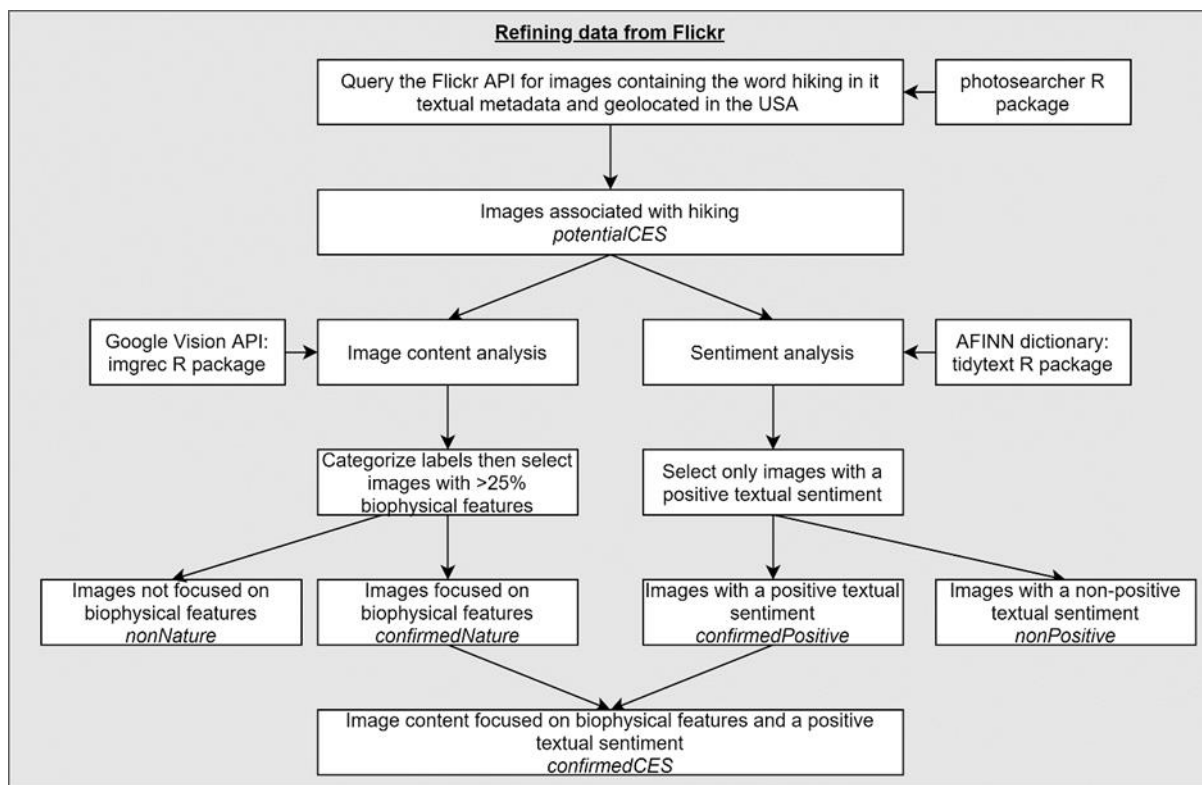 Refining data from Flickr
Query the Flickr API for images containing the word hiking in it
textual metadata and geolocated in the USA
photosearcher R
package
Images associated with hiking
potentialCES
Google Vision API:
imgrec R package
Image content analysis
Sentiment analysis
AFINN dictionary:
tidytext R package
Categorize labels then select
images with >25%
biophysical features
Select only images with a
positive textual sentiment
Images not focused on
biophysical features
nonNature
Images focused on
biophysical features
confirmedNature
Images with a positive textual
sentiment
confirmedPositive
Images with a non-positive
textual sentiment
nonPositive
Image content focused on biophysical features and a positive
textual sentiment
confirmedCES